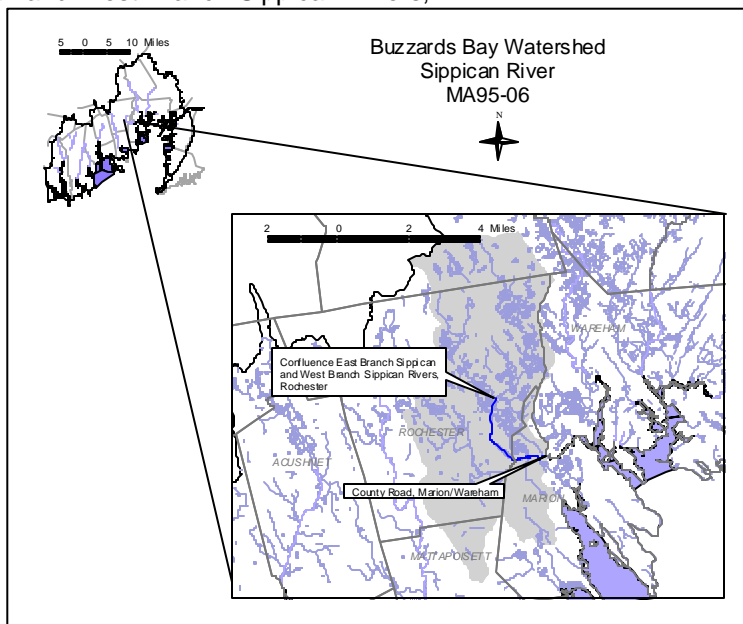 Buzzards Bay Watershed
Sippican River
MA95-06
N
5 0 5 10 Miles
2 0 2 4 Miles
WAREHAM
Confluence East Branch Sippican
and West Branch Sippican Rivers,
Rochester
ROCHESTER
ACUSHNET
County Road, Marion/Wareham
MARION
MATTAPOISETT